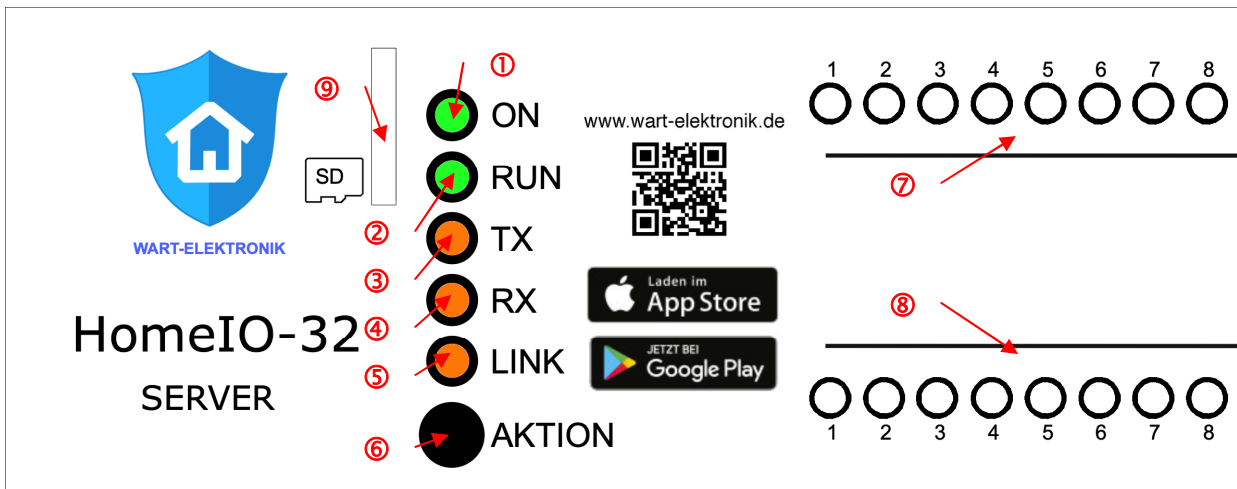 ①
⑨
ON
www.wart-elektronik.de
SD
RUN
②
WART-ELEKTRONIK
TX
③
RX
④
HomeIO-32
SERVER
LINK
⑤
AKTION
⑥
Laden im
App Store
JETZT BEI
Google Play
1 2 3 4 5 6 7 8
⑦
⑧
1 2 3 4 5 6 7 8